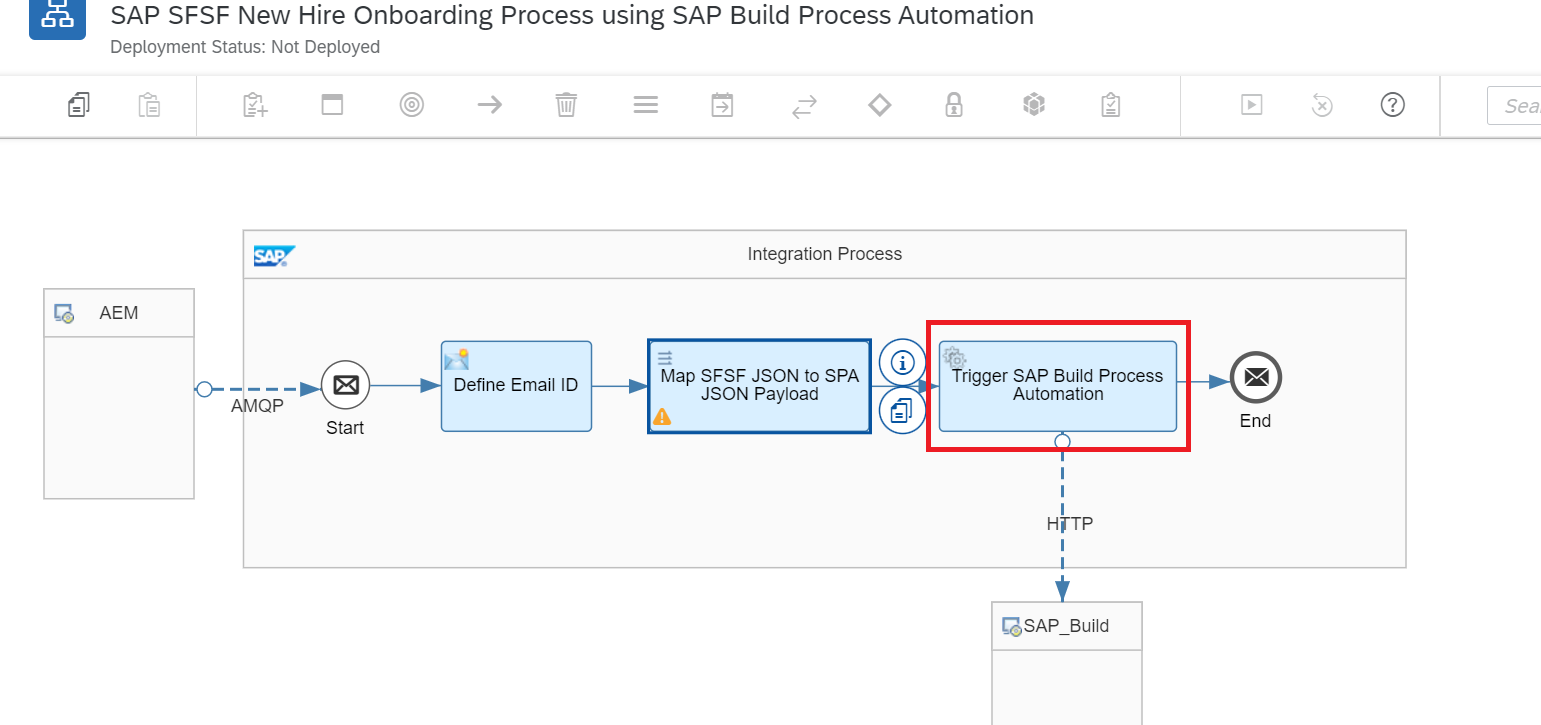 SAP SFSF New Hire Onboarding Process using SAP Build Process Automation
Deployment Status: Not Deployed
Sea
SAP
Integration Process
AEM
AMQP
Start
Define Email ID
Map SFSF JSON to SPA
JSON Payload
Trigger SAP Build Process
Automation
End
HTTP
SAP_Build